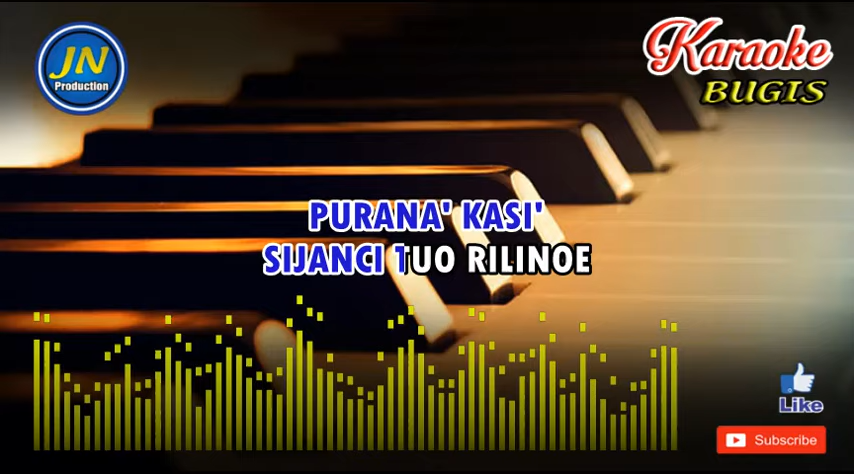 JN
Production
Karaoke
BUGIS
PURANA' KASI'
SIJANCI TUO RILINOE
Like
Subscribe